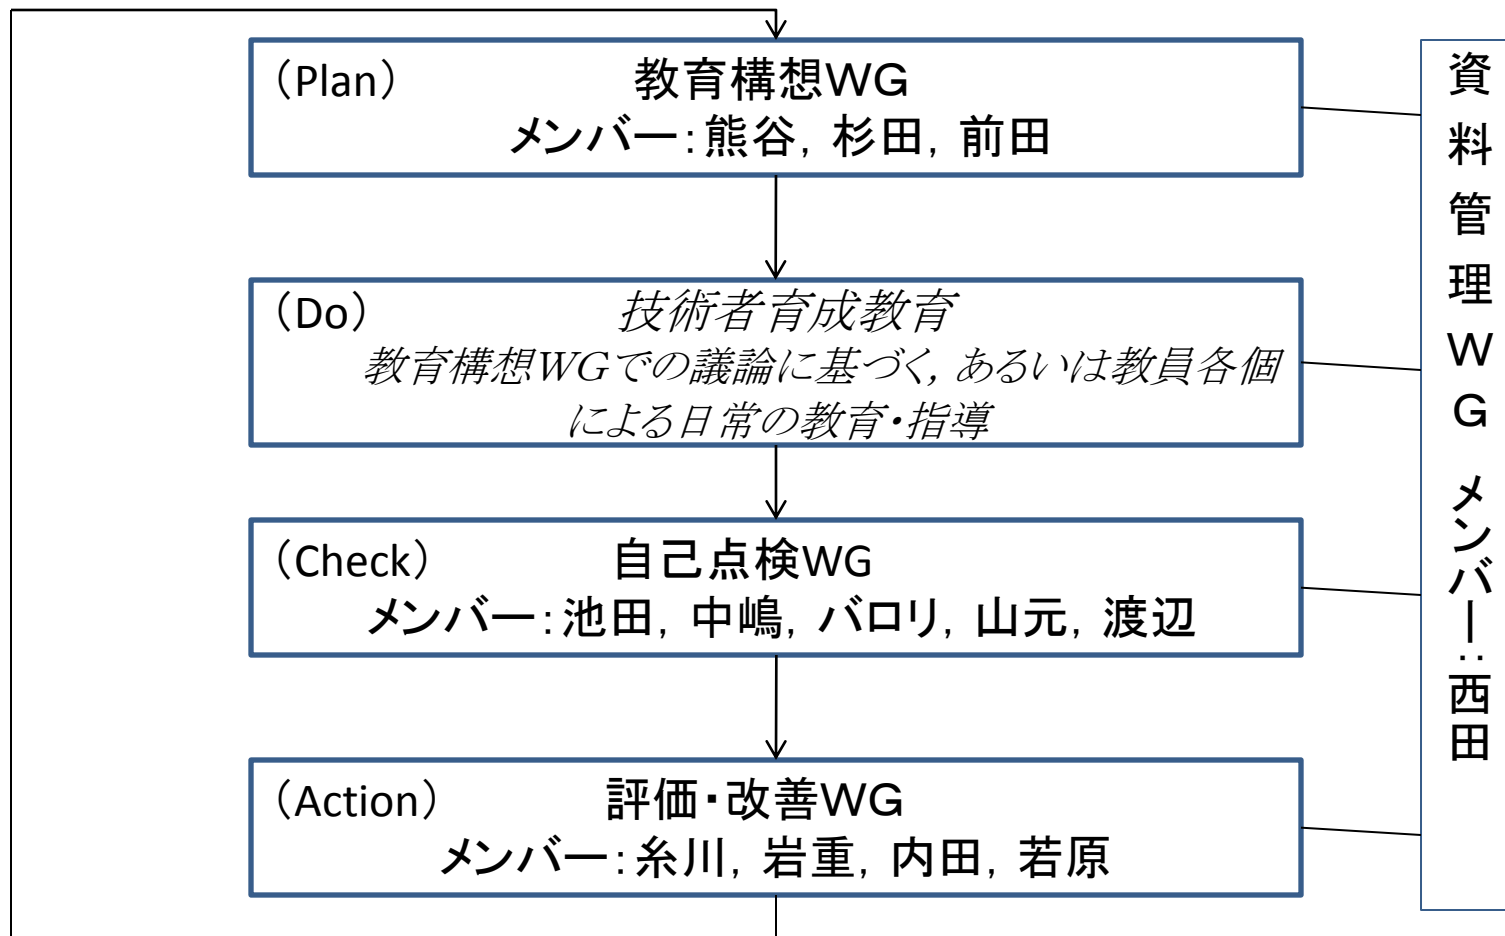 （Plan） 教育構想WG
メンバー：熊谷，杉田，前田
（Do） 技術者育成教育
教育構想WGでの議論に基づく，あるいは教員各個
による日常の教育・指導
（Check） 自己点検WG
メンバー：池田，中嶋，バロリ，山元，渡辺
（Action） 評価・改善WG
メンバー：糸川，岩重，内田，若原
資料管理WG メンバー：西田